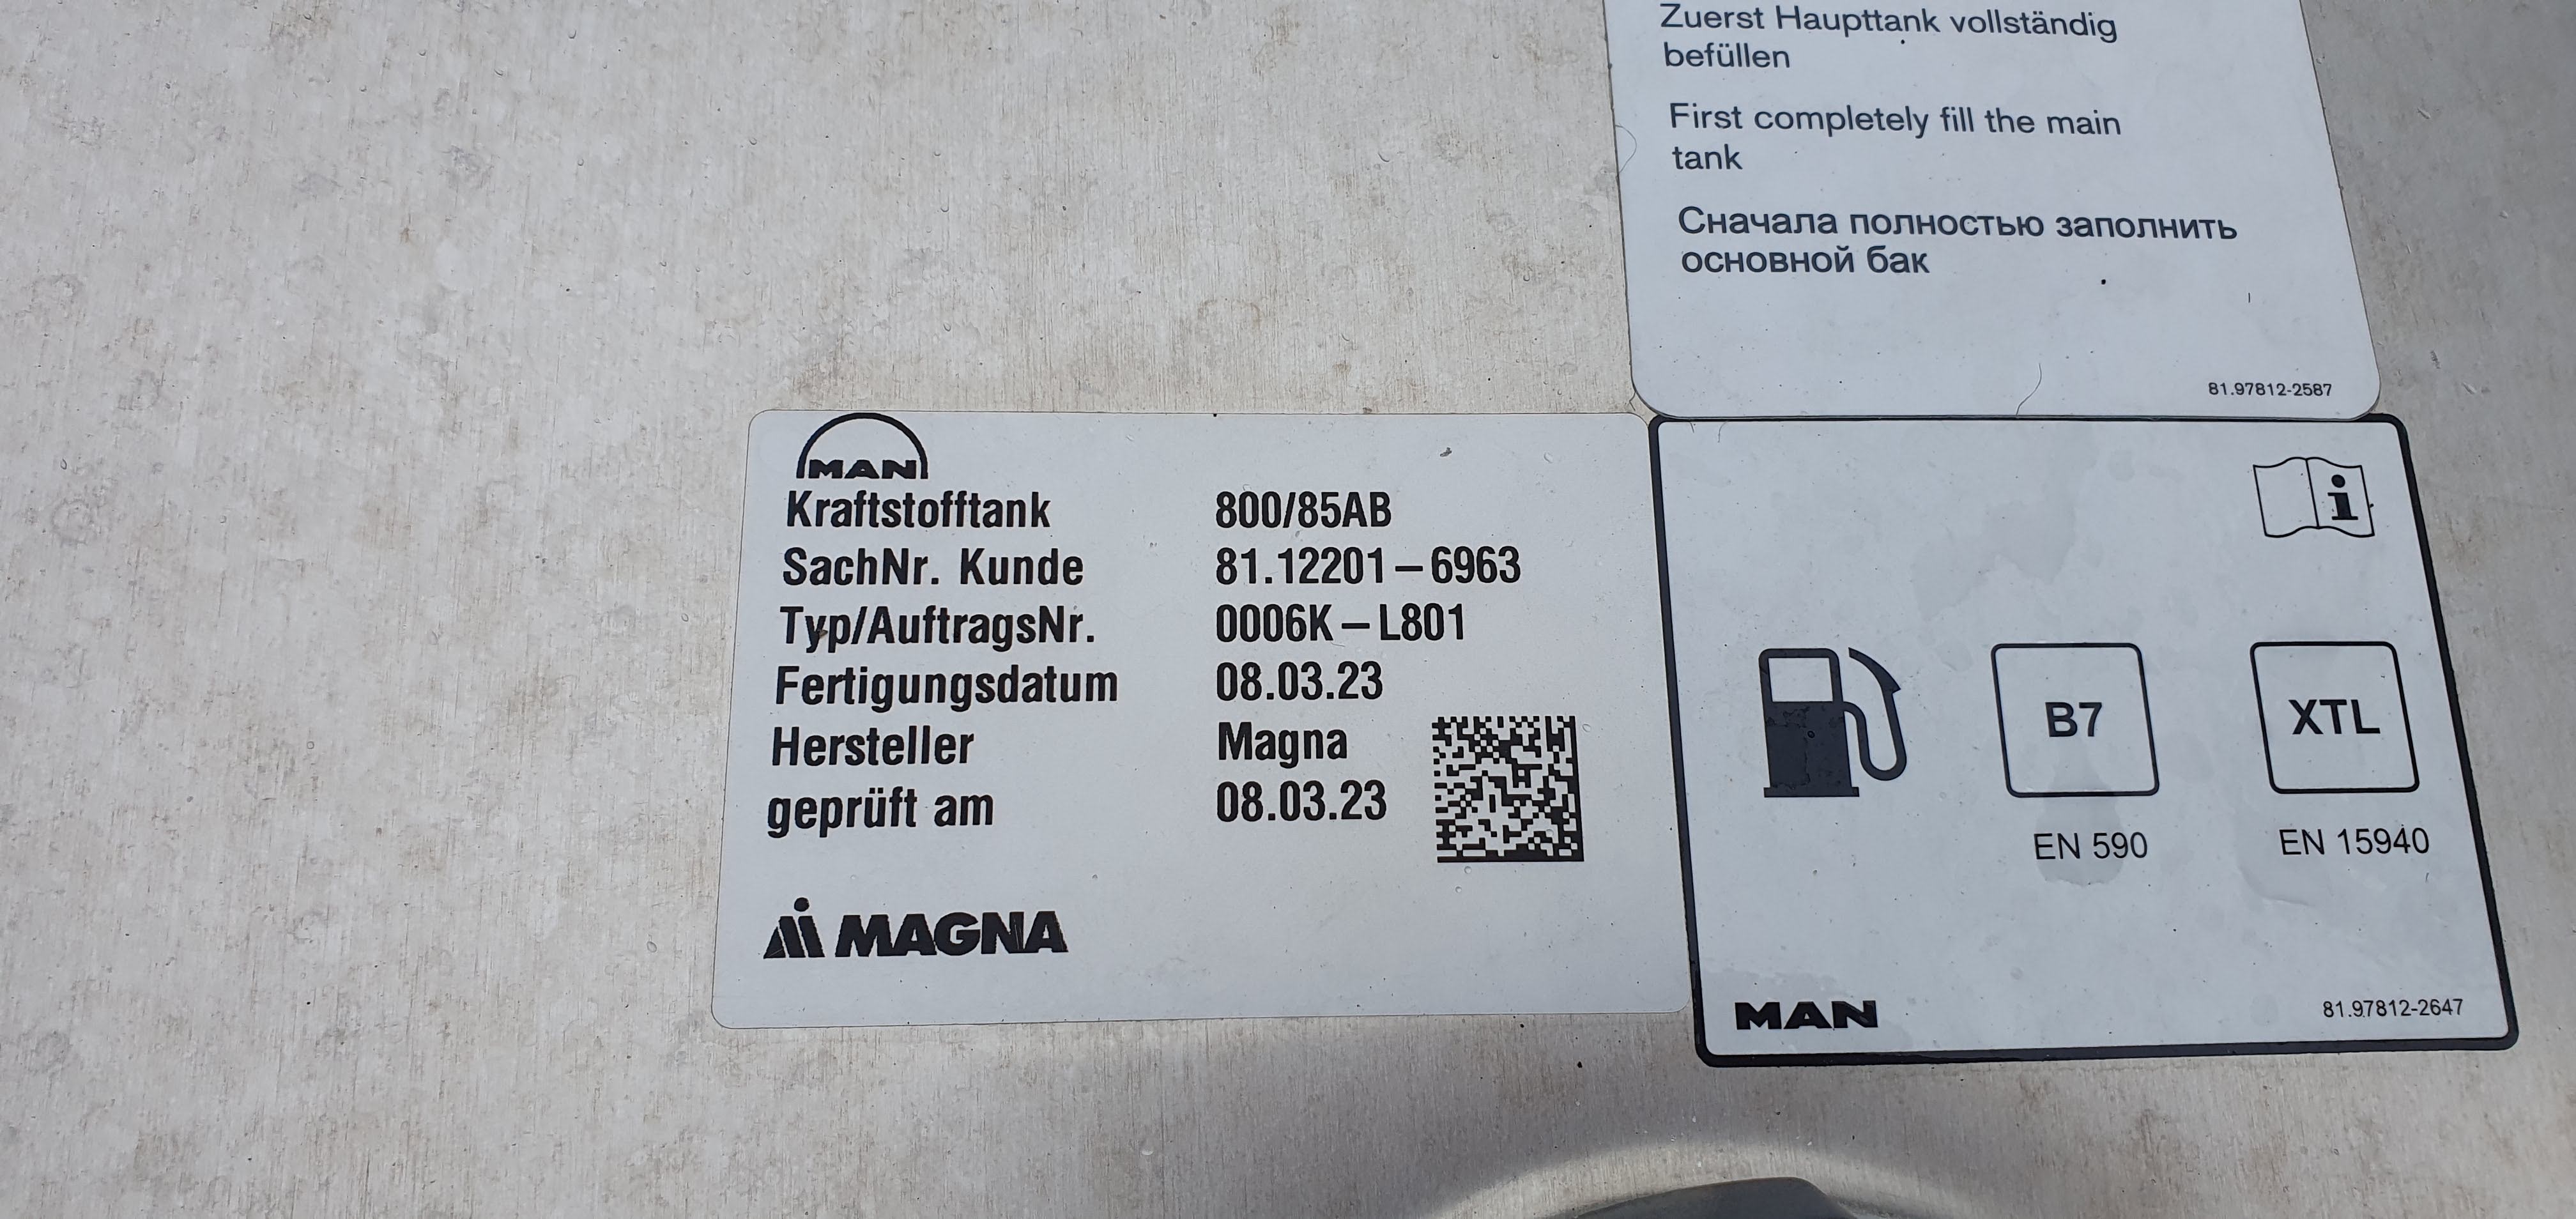 Zuerst Haupttank vollständig
befüllen
First completely fill the main
tank
Сначала полностью заполнить
основной бак
81.97812-2587
MAN
Kraftstofftank 800/85AB
SachNr. Kunde 81.12201-6963
Typ/AuftragsNr. 0006K-L801
Fertigungsdatum 08.03.23
Hersteller Magna
geprüft am 08.03.23
MAGNA
i
B7 XTL
EN 590 EN 15940
MAN 81.97812-2647